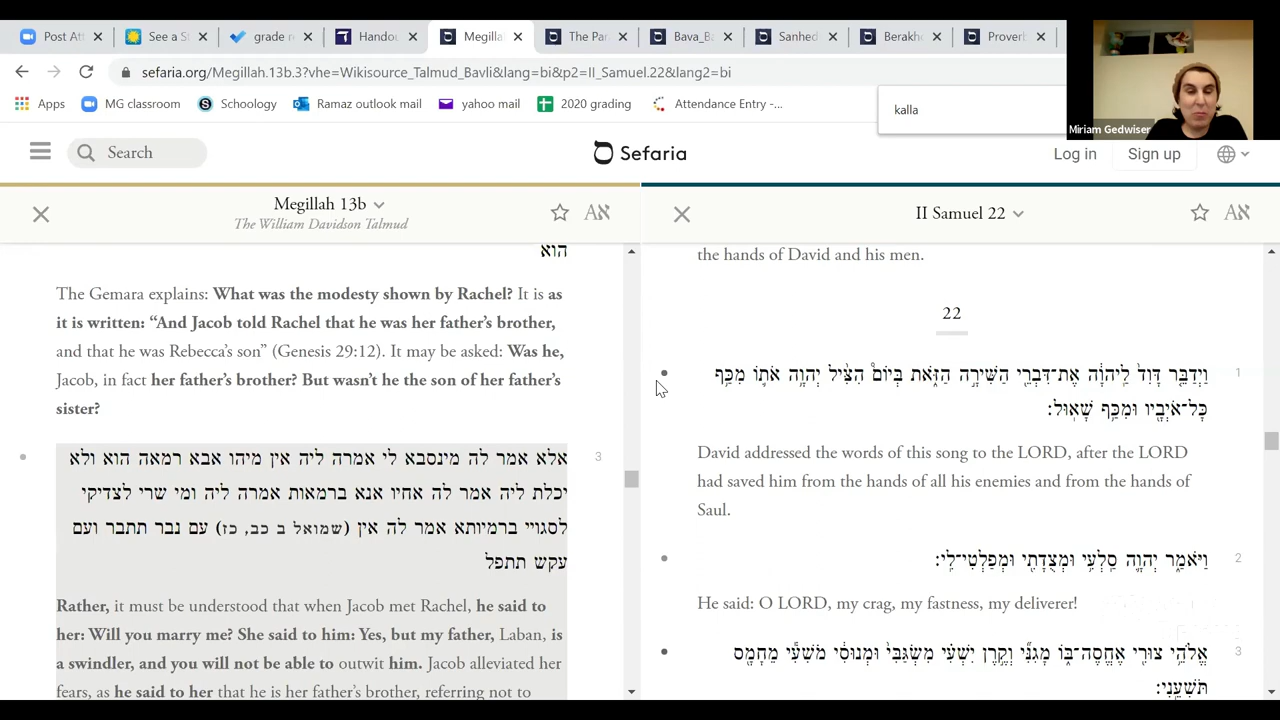 Post Att
See a St
grade re
Handou
Megilla
The Par
Bava_B
Sanhed
Berakho
Prover
sefaria.org/Megillah.13b.3?vhe=Wikisource_Talmud_Bavli&lang=bi&p2=II_Samuel.22&lang2=bi
Apps
MG classroom
Schoology
Ramaz outlook mail
yahoo mail
2020 grading
Attendance Entry -...
kalla
Miriam Gedwiser
Search
Sefaria
Log in
Sign up
Megillah 13b
The William Davidson Talmud
הוא
The Gemara explains: What was the modesty shown by Rachel? It is as
it is written: “And Jacob told Rachel that he was her father’s brother,
and that he was Rebecca’s son” (Genesis 29:12). It may be asked: Was he,
Jacob, in fact her father’s brother? But wasn’t he the son of her father’s
sister?
3
אלא אמר לה מינסבא לי אמרה ליה אין מיהו אבא רמאה הוא ולא
יכלת ליה אמר לה אחיו אנא ברמאות אמרה ליה ומי שרי לצדיקי
לסגויי ברמיותא אמר לה אין (שמואל ב כב, כז) עם נבר תתבר ועם
עקש תתפל
Rather, it must be understood that when Jacob met Rachel, he said to
her: Will you marry me? She said to him: Yes, but my father, Laban, is
a swindler, and you will not be able to outwit him. Jacob alleviated her
fears, as he said to her that he is her father’s brother, referring not to
II Samuel 22
the hands of David and his men.
22
1
וַיְדַבֵּ֤ר דָּוִד֙ לַֽיהוָ֔ה אֶת־דִּבְרֵ֖י הַשִּׁירָ֣ה הַזֹּ֑את בְּיוֹם֩ הִצִּ֨יל יְהוָ֥ה אֹת֛וֹ מִכַּ֥ף
כׇּל־אֹיְבָ֖יו וּמִכַּ֥ף שָׁאֽוּל׃
David addressed the words of this song to the LORD, after the LORD
had saved him from the hands of all his enemies and from the hands of
Saul.
2
וַיֹּאמַ֑ר יְהוָ֛ה סַֽלְעִ֥י וּמְצֻדָתִ֖י וּמְפַלְטִי־לִֽי׃
He said: O LORD, my crag, my fastness, my deliverer!
3
אֱלֹהֵ֥י צוּרִ֖י אֶחֱסֶה־בּ֑וֹ מָגִנִּ֞י וְקֶ֣רֶן יִשְׁעִ֗י מִשְׂגַּבִּי֙ וּמְנוּסִ֔י מֹשִׁעִ֕י מֵחָמָ֖ס
תֹּשִׁעֵֽנִי׃